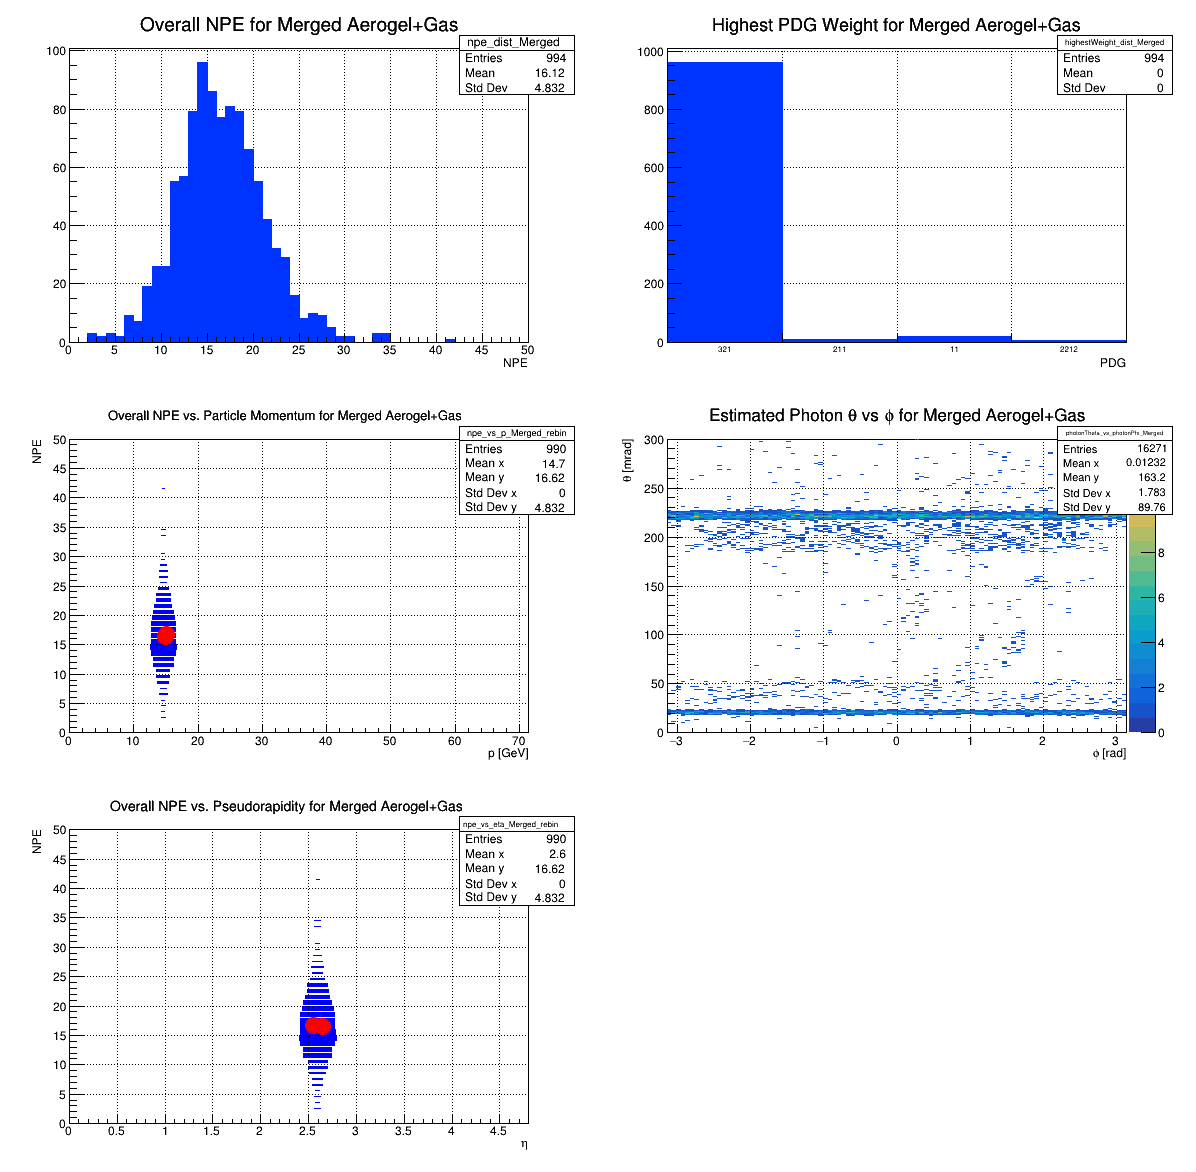 Overall NPE for Merged Aerogel+Gas
npe_dist_Merged
Entries 994
Mean 16.12
Std Dev 4.832
100
80
60
40
20
0
0 5 10 15 20 25 30 35 40 45 50
NPE
Highest PDG Weight for Merged Aerogel+Gas
highestWeight_dist_Merged
Entries 994
Mean 0
Std Dev 0
1000
800
600
400
200
0
321 211 11 2212
PDG
Overall NPE vs. Particle Momentum for Merged Aerogel+Gas
npe_vs_p_Merged_rebin
Entries 990
Mean x 14.7
Mean y 16.62
Std Dev x 0
Std Dev y 4.832
NPE
50
45
40
35
30
25
20
15
10
5
0
0 10 20 30 40 50 60 70
p [GeV]
Estimated Photon θ vs ϕ for Merged Aerogel+Gas
photonTheta_vs_photonPhi_Merged
Entries 16271
Mean x 0.01232
Mean y 163.2
Std Dev x 1.783
Std Dev y 89.76
θ [mrad]
300
250
200
150
100
50
0
−3 −2 −1 0 1 2 3
ϕ [rad]
8
6
4
2
0
Overall NPE vs. Pseudorapidity for Merged Aerogel+Gas
npe_vs_eta_Merged_rebin
Entries 990
Mean x 2.6
Mean y 16.62
Std Dev x 0
Std Dev y 4.832
NPE
50
45
40
35
30
25
20
15
10
5
0
0 0.5 1 1.5 2 2.5 3 3.5 4 4.5
η